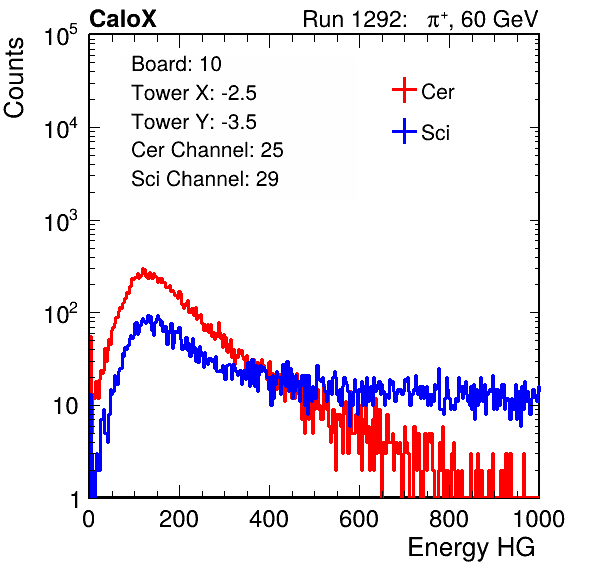 CaloX Run 1292: π⁺, 60 GeV
Counts
10⁵
10⁴
10³
10²
10
1
Board: 10
Tower X: -2.5
Tower Y: -3.5
Cer Channel: 25
Sci Channel: 29
Cer
Sci
0 200 400 600 800 1000
Energy HG